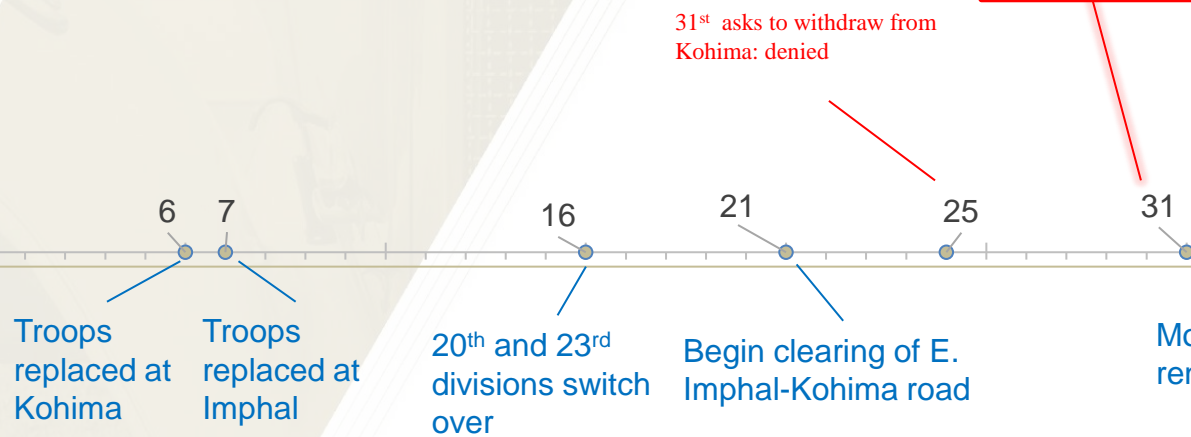 31st asks to withdraw from
Kohima: denied
6
7
16
21
25
31
Troops
replaced at
Kohima
Troops
replaced at
Imphal
20th and 23rd
divisions switch
over
Begin clearing of E.
Imphal-Kohima road